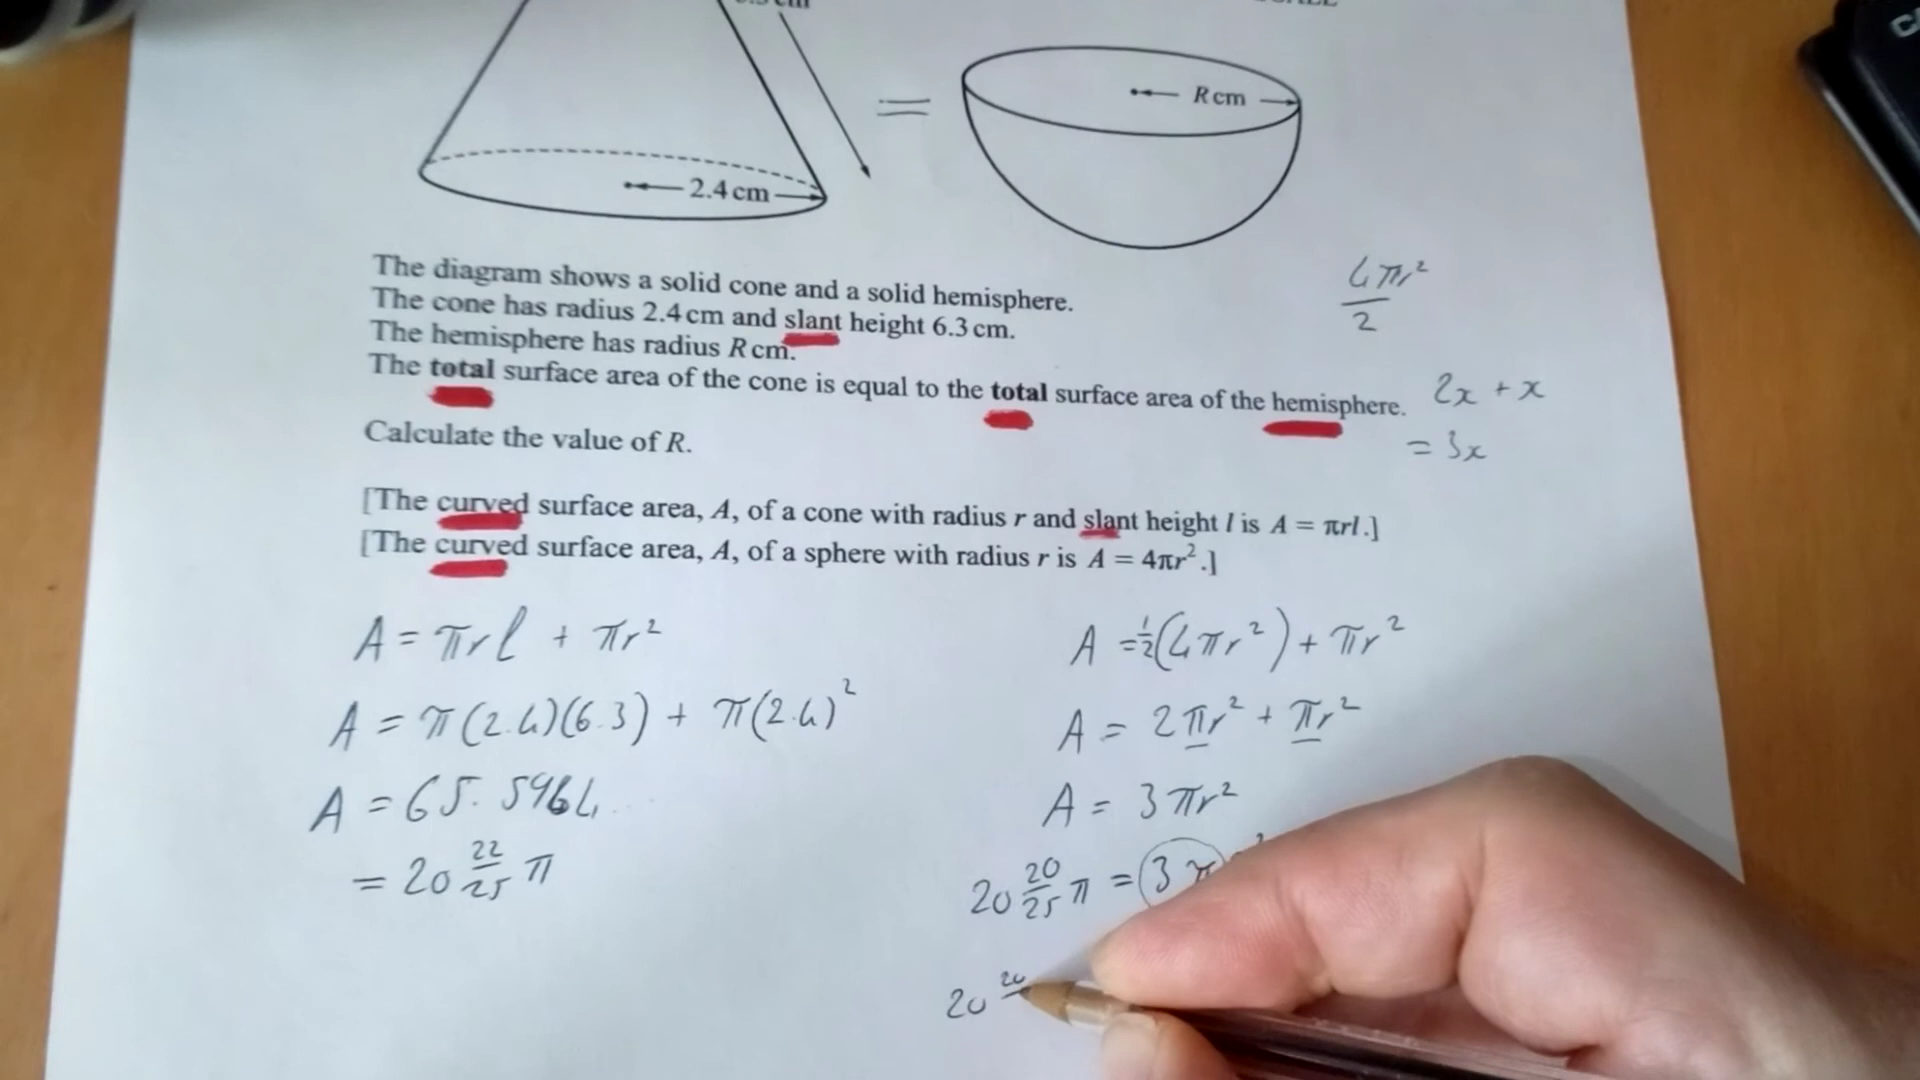 2.4 cm
R cm
=
The diagram shows a solid cone and a solid hemisphere.
The cone has radius 2.4 cm and slant height 6.3 cm.
The hemisphere has radius R cm.
The total surface area of the cone is equal to the total surface area of the hemisphere.
Calculate the value of R.
4πr²/2
2x + x
= 3x
[The curved surface area, A, of a cone with radius r and slant height l is A = πrl.]
[The curved surface area, A, of a sphere with radius r is A = 4πr².]
A = πrl + πr²
A = π(2.4)(6.3) + π(2.4)²
A = 65.5964
= 20 22/25 π
A = ½(4πr²) + πr²
A = 2πr² + πr²
A = 3πr²
20 20/25 π = 3π
20 20